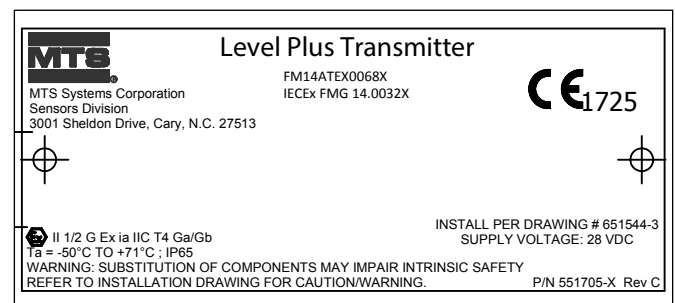 MTS
®
Level Plus Transmitter
FM14ATEX0068X
IECEx FMG 14.0032X
MTS Systems Corporation
Sensors Division
3001 Sheldon Drive, Cary, N.C. 27513
CE 1725
Ex II 1/2 G Ex ia IIC T4 Ga/Gb
Ta = -50°C TO +71°C ; IP65
INSTALL PER DRAWING # 651544-3
SUPPLY VOLTAGE: 28 VDC
WARNING: SUBSTITUTION OF COMPONENTS MAY IMPAIR INTRINSIC SAFETY
REFER TO INSTALLATION DRAWING FOR CAUTION/WARNING.
P/N 551705-X Rev C